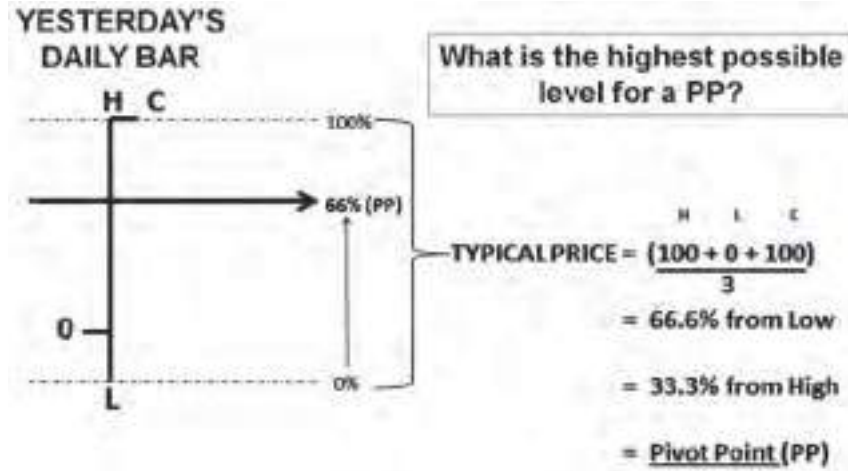 YESTERDAY'S
DAILY BAR
What is the highest possible
level for a PP?
H C
100%
66% (PP)
H L C
TYPICAL PRICE = (100 + 0 + 100)
3
= 66.6% from Low
O
= 33.3% from High
0%
L
= Pivot Point (PP)